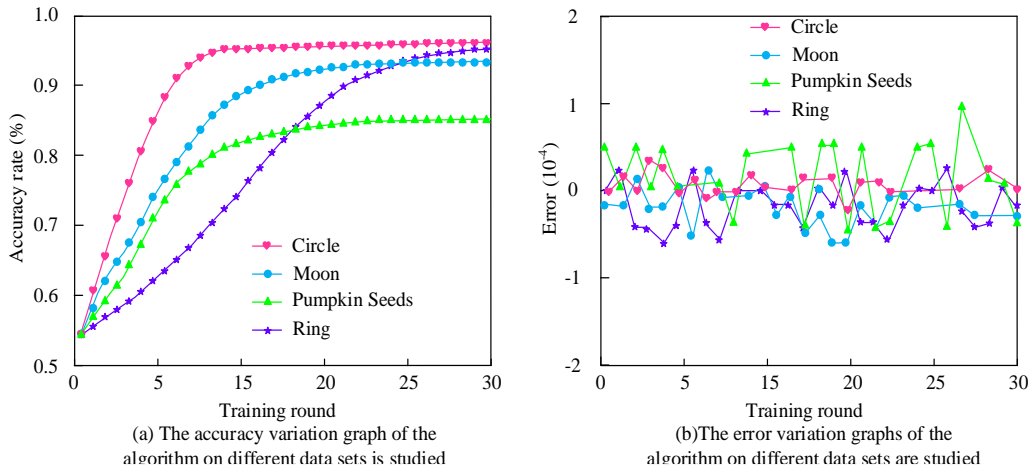 1.0
0.9
0.8
0.7
0.6
0.5
Accuracy rate (%)
Circle
Moon
Pumpkin Seeds
Ring
0 5 10 15 20 25 30
Training round
(a) The accuracy variation graph of the
algorithm on different data sets is studied
2
1
0
-1
-2
Error (10-4)
Circle
Moon
Pumpkin Seeds
Ring
0 5 10 15 20 25 30
Training round
(b)The error variation graphs of the
algorithm on different data sets are studied